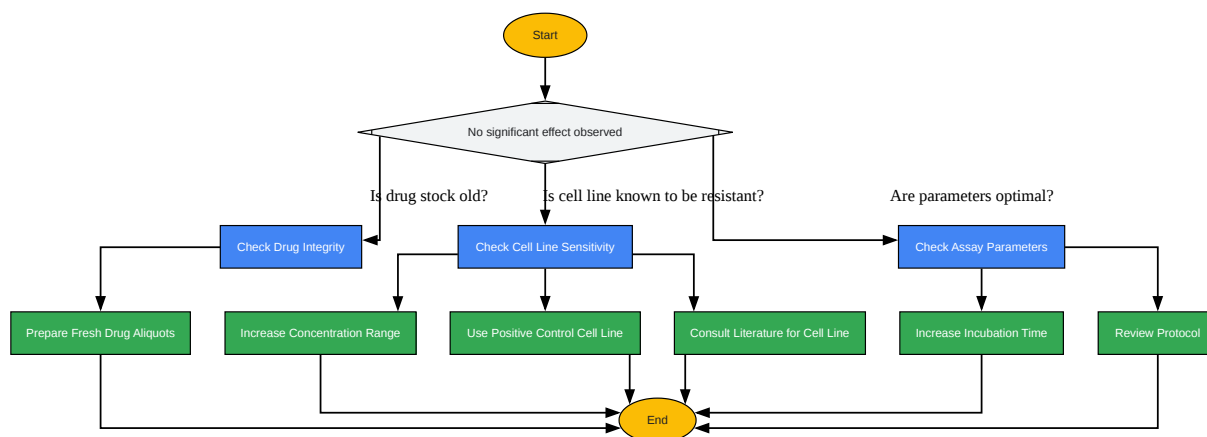 Start
No significant effect observed
Is drug stock old?
Is cell line known to be resistant?
Are parameters optimal?
Check Drug Integrity
Check Cell Line Sensitivity
Check Assay Parameters
Prepare Fresh Drug Aliquots
Increase Concentration Range
Use Positive Control Cell Line
Consult Literature for Cell Line
Increase Incubation Time
Review Protocol
End